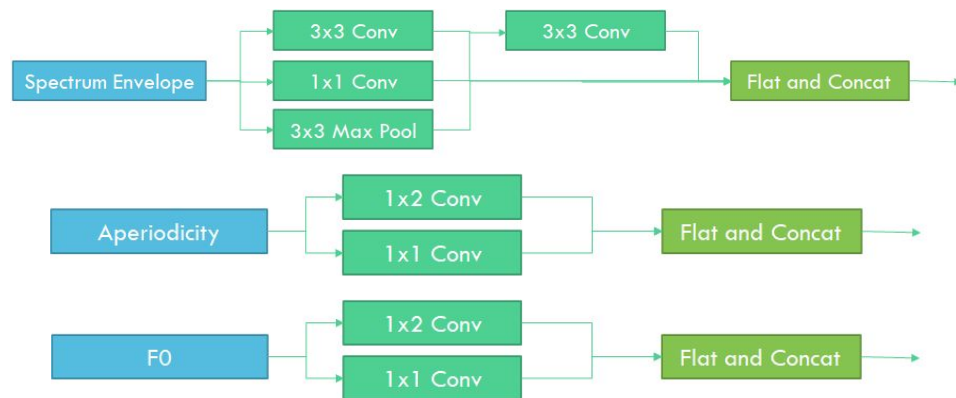 3x3 Conv
3x3 Conv
Spectrum Envelope
1x1 Conv
Flat and Concat
3x3 Max Pool
1x2 Conv
Aperiodicity
Flat and Concat
1x1 Conv
1x2 Conv
F0
Flat and Concat
1x1 Conv